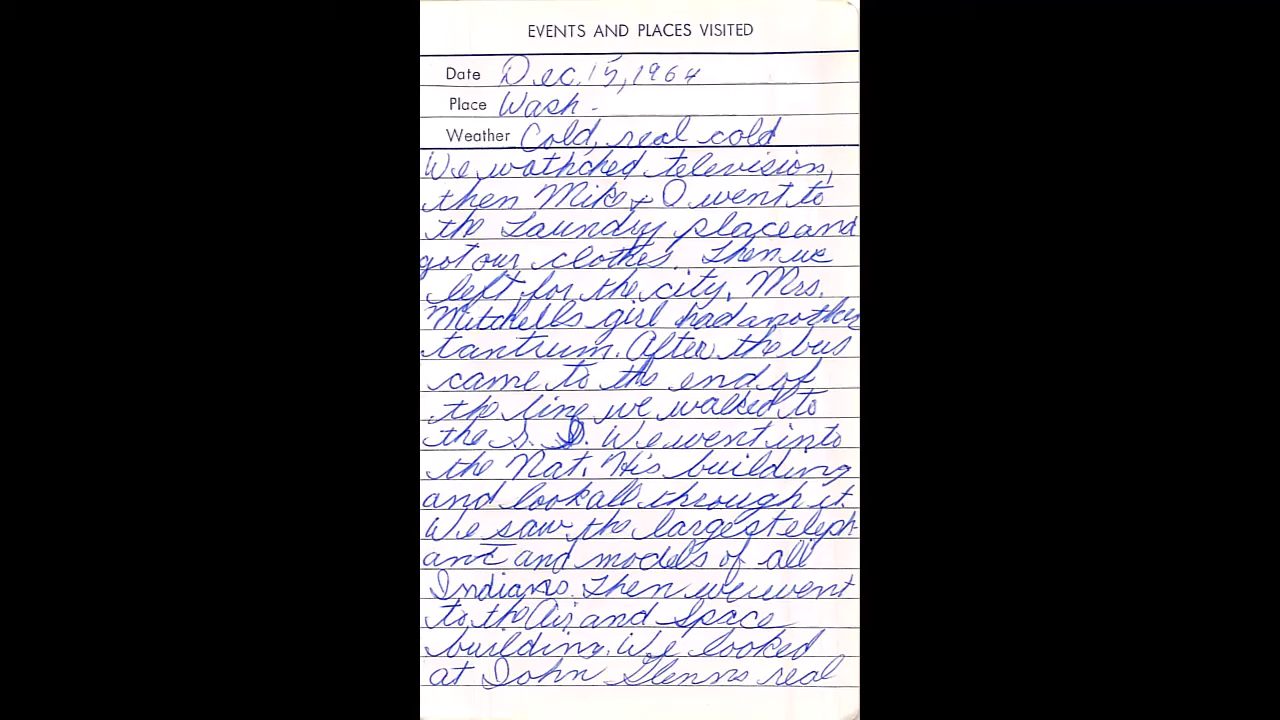 EVENTS AND PLACES VISITED
Date Dec. 15, 1964
Place Wash.
Weather Cold, real cold
We wathched television,
then Mike & I went to
the Laundry place and
got our clothes. Then we
left for the city. Mrs.
Mitchells girl had another
tantrum. After the bus
came to the end of
the line we walked to
the S. I. We went into
the Nat. His building
and look all through it.
We saw the largest eleph-
ant and models of all
Indians. Then we went
to the Air and Space
building. We looked
at John Glenns real